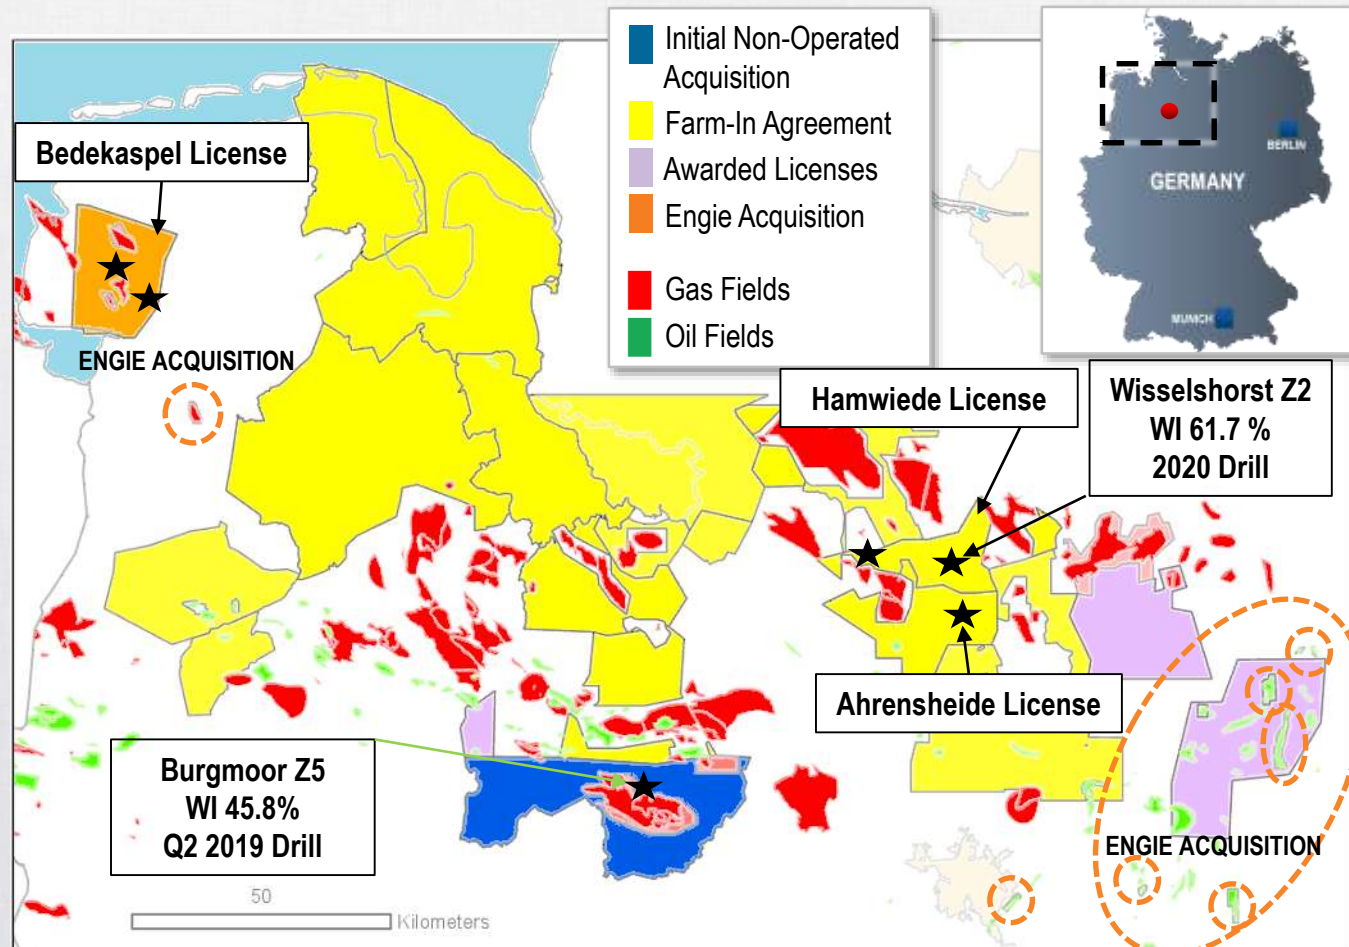 Initial Non-Operated
Acquisition
Farm-In Agreement
Awarded Licenses
Engie Acquisition
Gas Fields
Oil Fields
BERLIN
GERMANY
MUNICH
Bedekaspel License
ENGIE ACQUISITION
Hamwiede License
Wisselshorst Z2
WI 61.7 %
2020 Drill
Ahrensheide License
Burgmoor Z5
WI 45.8%
Q2 2019 Drill
ENGIE ACQUISITION
50
Kilometers